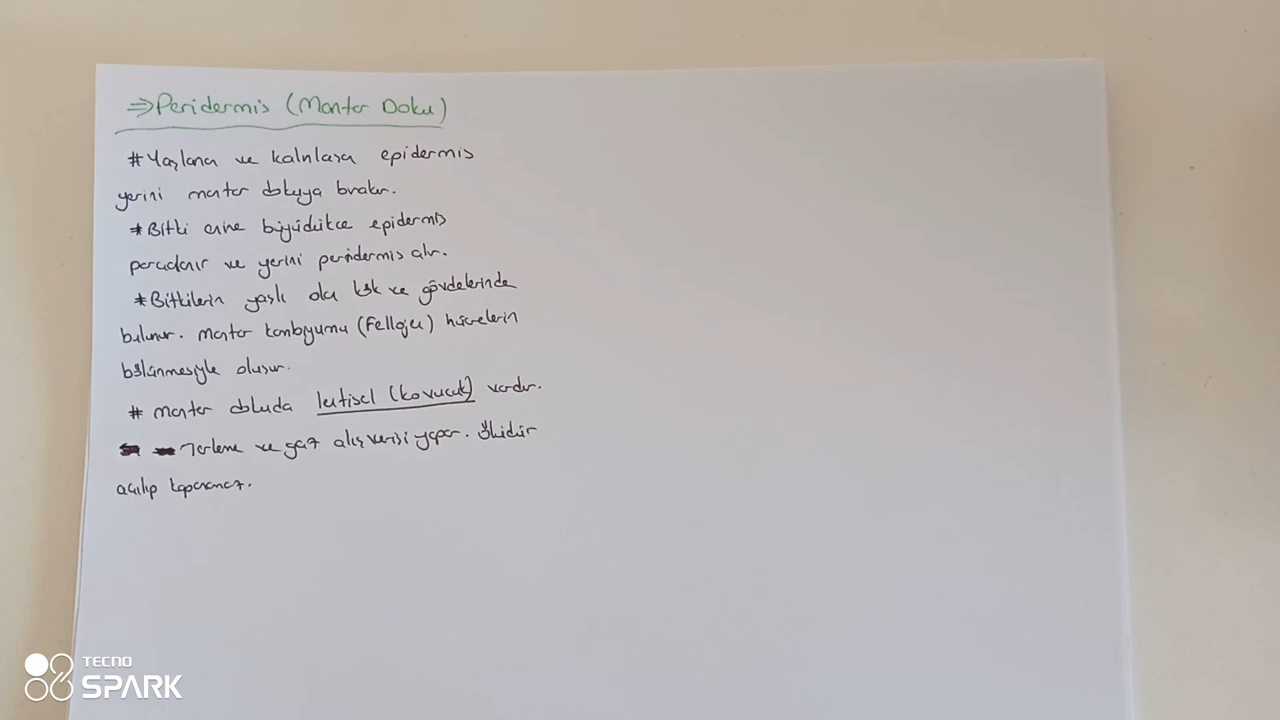 ⇒ Peridermis (Mantar Doku)
# Yaşlanan ve kalınlaşan epidermis
yerini mantar dokuya bırakır.
* Bitki enine büyüdükçe epidermis
parçalanır ve yerini peridermis alır.
* Bitkilerin yaşlı olan kök ve gövdelerinde
bulunur. Mantar kambiyumu (Fellojen) hücrelerin
bölünmesiyle oluşur.
# Mantar dokuda lentisel (kovucuk) vardır.
- Terleme ve gaz alışverişi yapar. Ölüdür
açılıp kapanamaz.
TECNO
SPARK